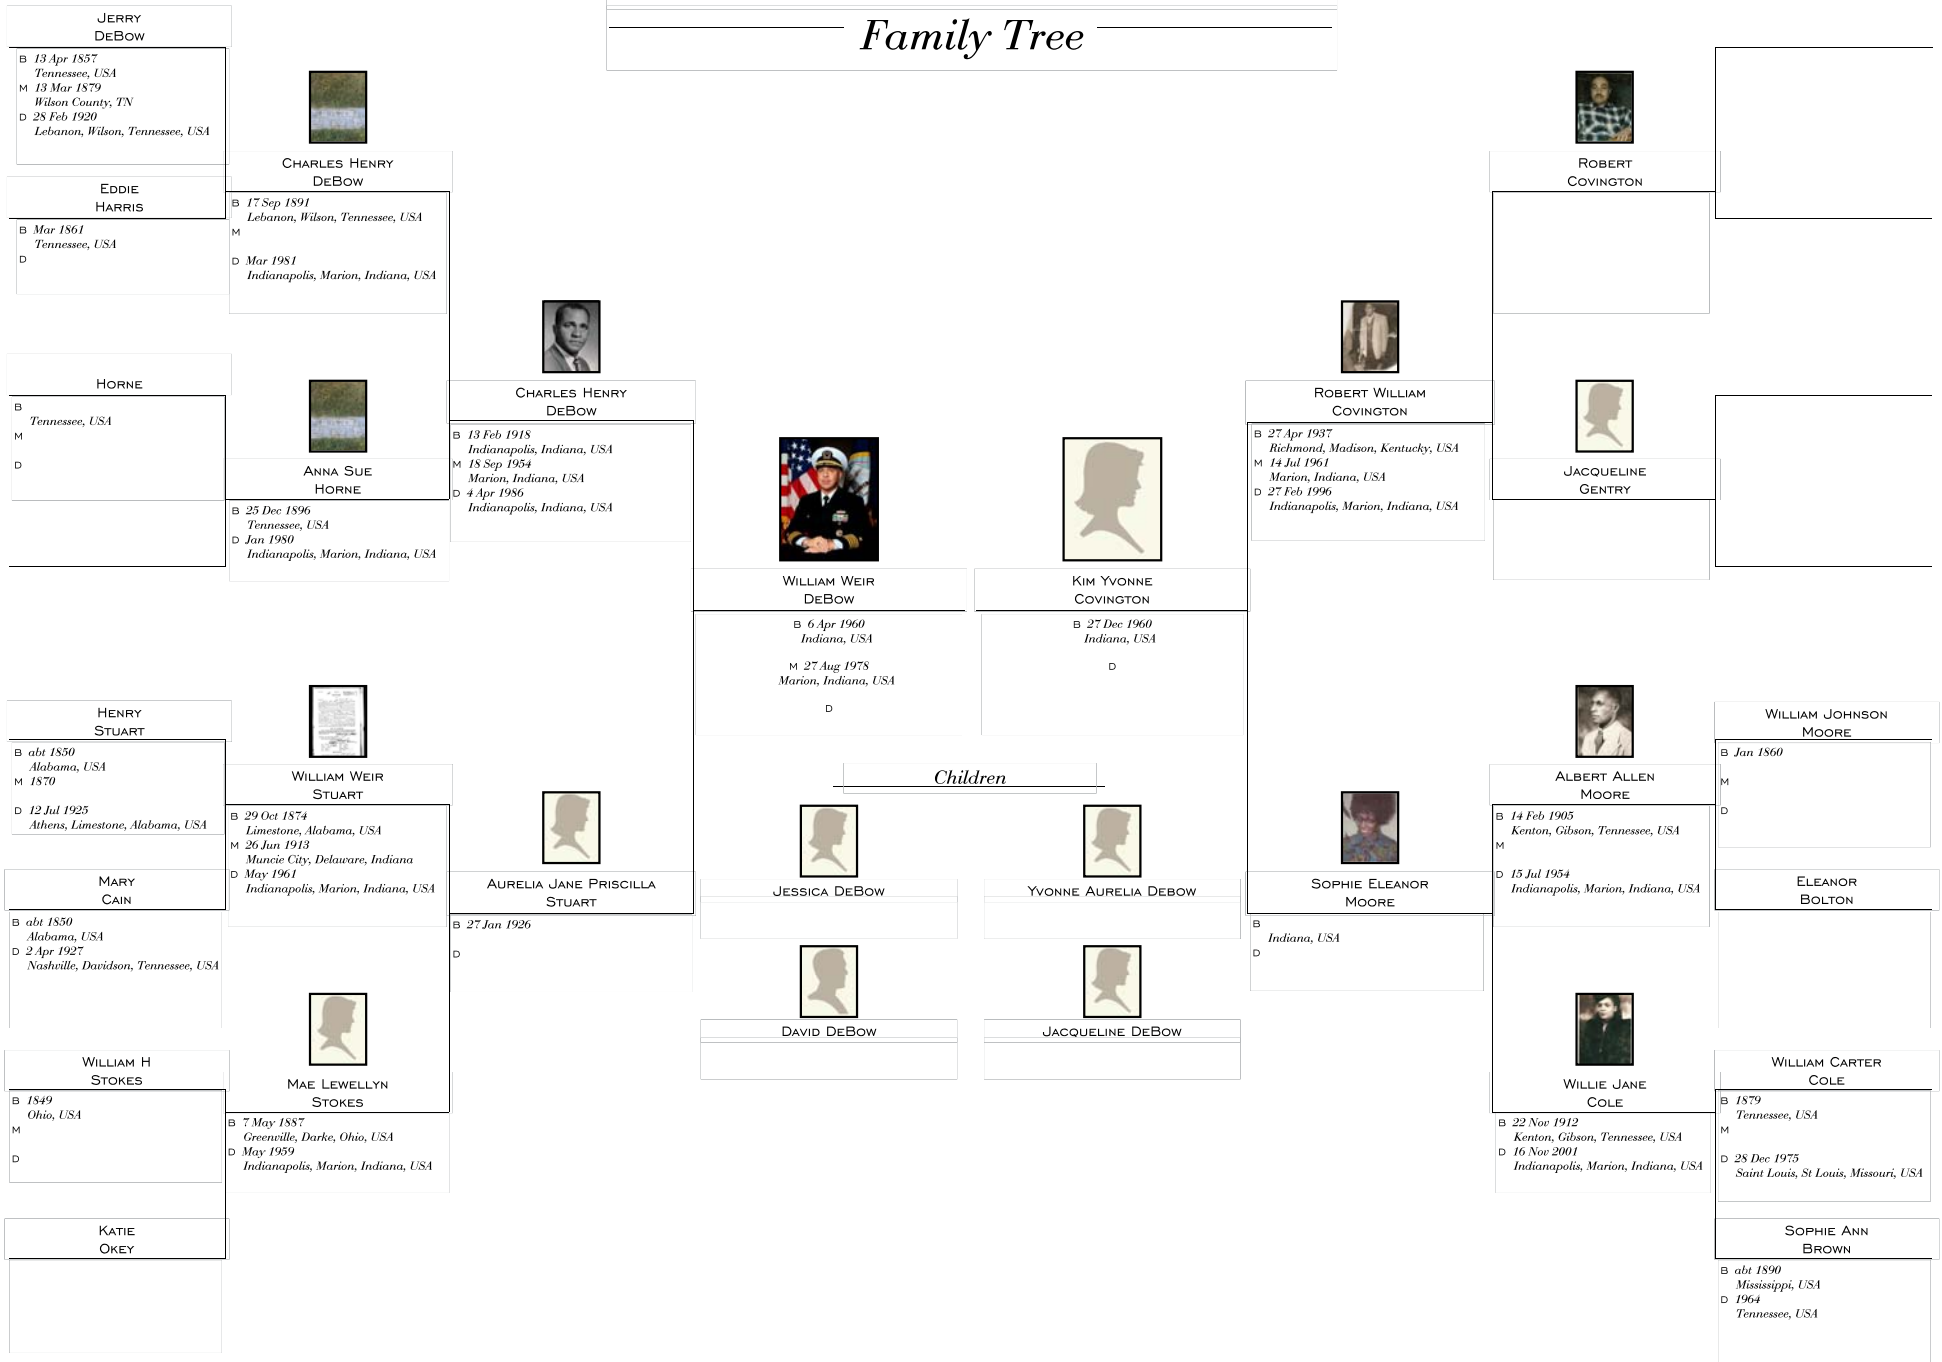 Family Tree
JERRY
DEBOW
B 13 Apr 1857
Tennessee, USA
M 13 Mar 1879
Wilson County, TN
D 28 Feb 1920
Lebanon, Wilson, Tennessee, USA
EDDIE
HARRIS
B Mar 1861
Tennessee, USA
D
HORNE
B
Tennessee, USA
M
D
HENRY
STUART
B abt 1850
Alabama, USA
M 1870
D 12 Jul 1925
Athens, Limestone, Alabama, USA
MARY
CAIN
B abt 1850
Alabama, USA
D 2 Apr 1927
Nashville, Davidson, Tennessee, USA
WILLIAM H
STOKES
B 1849
Ohio, USA
M
D
KATIE
OKEY
CHARLES HENRY
DEBOW
B 17 Sep 1891
Lebanon, Wilson, Tennessee, USA
M
D Mar 1981
Indianapolis, Marion, Indiana, USA
ANNA SUE
HORNE
B 25 Dec 1896
Tennessee, USA
D Jan 1980
Indianapolis, Marion, Indiana, USA
WILLIAM WEIR
STUART
B 29 Oct 1874
Limestone, Alabama, USA
M 26 Jun 1913
Muncie City, Delaware, Indiana
D May 1961
Indianapolis, Marion, Indiana, USA
MAE LEWELLYN
STOKES
B 7 May 1887
Greenville, Darke, Ohio, USA
D May 1959
Indianapolis, Marion, Indiana, USA
CHARLES HENRY
DEBOW
B 13 Feb 1918
Indianapolis, Indiana, USA
M 18 Sep 1954
Marion, Indiana, USA
D 4 Apr 1986
Indianapolis, Indiana, USA
AURELIA JANE PRISCILLA
STUART
B 27 Jan 1926
D
WILLIAM WEIR
DEBOW
B 6 Apr 1960
Indiana, USA
M 27 Aug 1978
Marion, Indiana, USA
D
KIM YVONNE
COVINGTON
B 27 Dec 1960
Indiana, USA
D
Children
JESSICA DEBOW
YVONNE AURELIA DEBOW
DAVID DEBOW
JACQUELINE DEBOW
ROBERT WILLIAM
COVINGTON
B 27 Apr 1937
Richmond, Madison, Kentucky, USA
M 14 Jul 1961
Marion, Indiana, USA
D 27 Feb 1996
Indianapolis, Marion, Indiana, USA
SOPHIE ELEANOR
MOORE
B
Indiana, USA
D
ROBERT
COVINGTON
JACQUELINE
GENTRY
ALBERT ALLEN
MOORE
B 14 Feb 1905
Kenton, Gibson, Tennessee, USA
M
D 15 Jul 1954
Indianapolis, Marion, Indiana, USA
WILLIE JANE
COLE
B 22 Nov 1912
Kenton, Gibson, Tennessee, USA
D 16 Nov 2001
Indianapolis, Marion, Indiana, USA
WILLIAM JOHNSON
MOORE
B Jan 1860
M
D
ELEANOR
BOLTON
WILLIAM CARTER
COLE
B 1879
Tennessee, USA
M
D 28 Dec 1975
Saint Louis, St Louis, Missouri, USA
SOPHIE ANN
BROWN
B abt 1890
Mississippi, USA
D 1964
Tennessee, USA